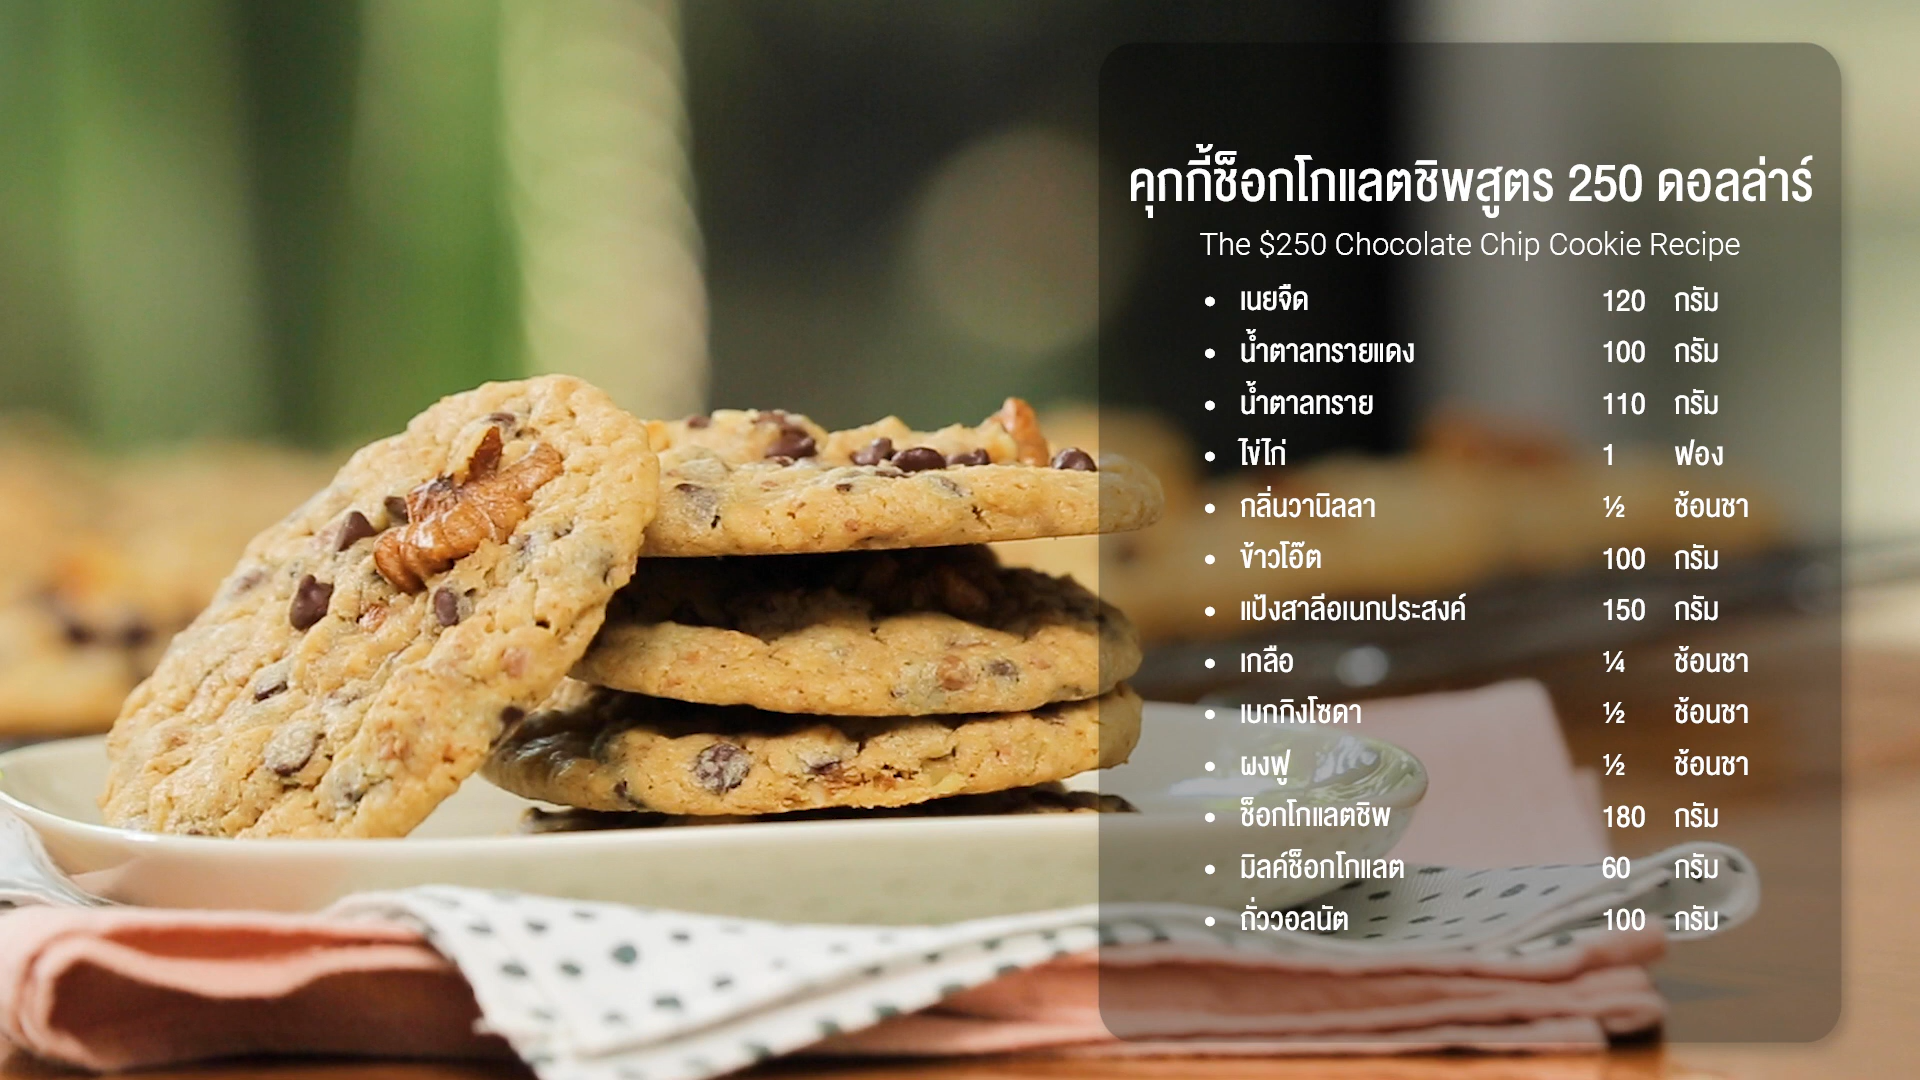 คุกกี้ช็อกโกแลตชิพสูตร 250 ดอลล่าร์
The $250 Chocolate Chip Cookie Recipe
• เนยจืด 120 กรัม
• น้ำตาลทรายแดง 100 กรัม
• น้ำตาลทราย 110 กรัม
• ไข่ไก่ 1 ฟอง
• กลิ่นวานิลลา ½ ช้อนชา
• ข้าวโอ๊ต 100 กรัม
• แป้งสาลีอเนกประสงค์ 150 กรัม
• เกลือ ¼ ช้อนชา
• เบกกิงโซดา ½ ช้อนชา
• ผงฟู ½ ช้อนชา
• ช็อกโกแลตชิพ 180 กรัม
• มิลค์ช็อกโกแลต 60 กรัม
• ถั่ววอลนัต 100 กรัม